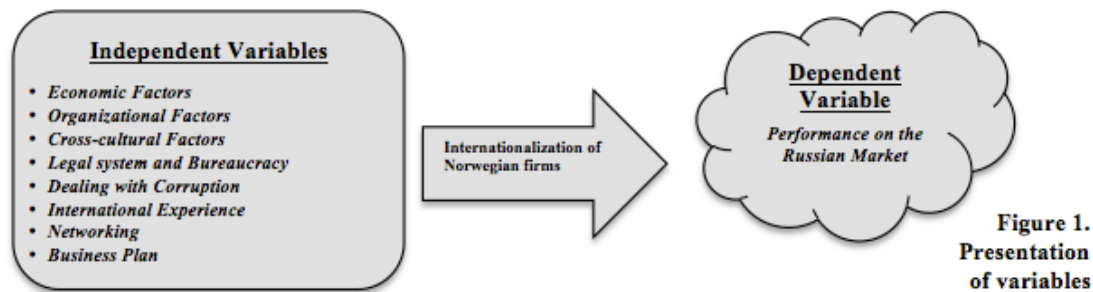 Independent Variables
• Economic Factors
• Organizational Factors
• Cross-cultural Factors
• Legal system and Bureaucracy
• Dealing with Corruption
• International Experience
• Networking
• Business Plan
Internationalization of
Norwegian firms
Dependent
Variable
Performance on the
Russian Market
Figure 1.
Presentation
of variables